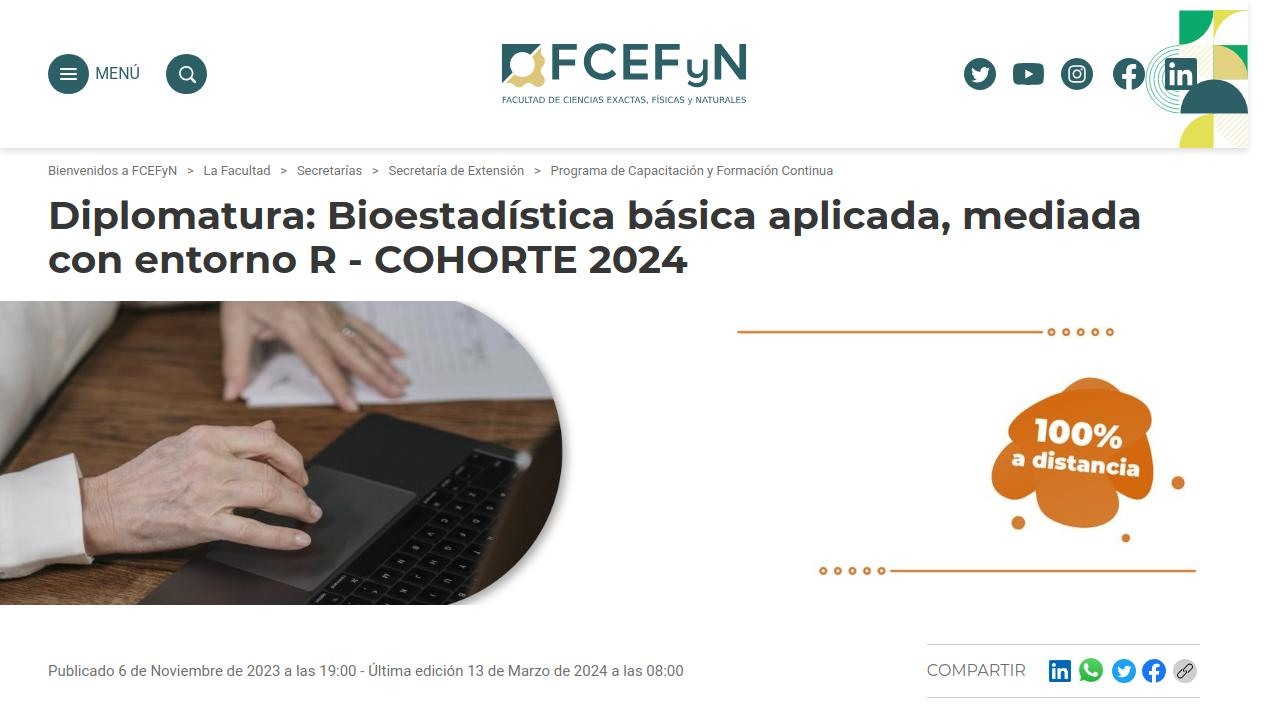 MENÚ
FCEFyN
FACULTAD DE CIENCIAS EXACTAS, FÍSICAS y NATURALES
Bienvenidos a FCEFyN > La Facultad > Secretarías > Secretaría de Extensión > Programa de Capacitación y Formación Continua
Diplomatura: Bioestadística básica aplicada, mediada
con entorno R - COHORTE 2024
100%
a distancia
Publicado 6 de Noviembre de 2023 a las 19:00 - Última edición 13 de Marzo de 2024 a las 08:00
COMPARTIR